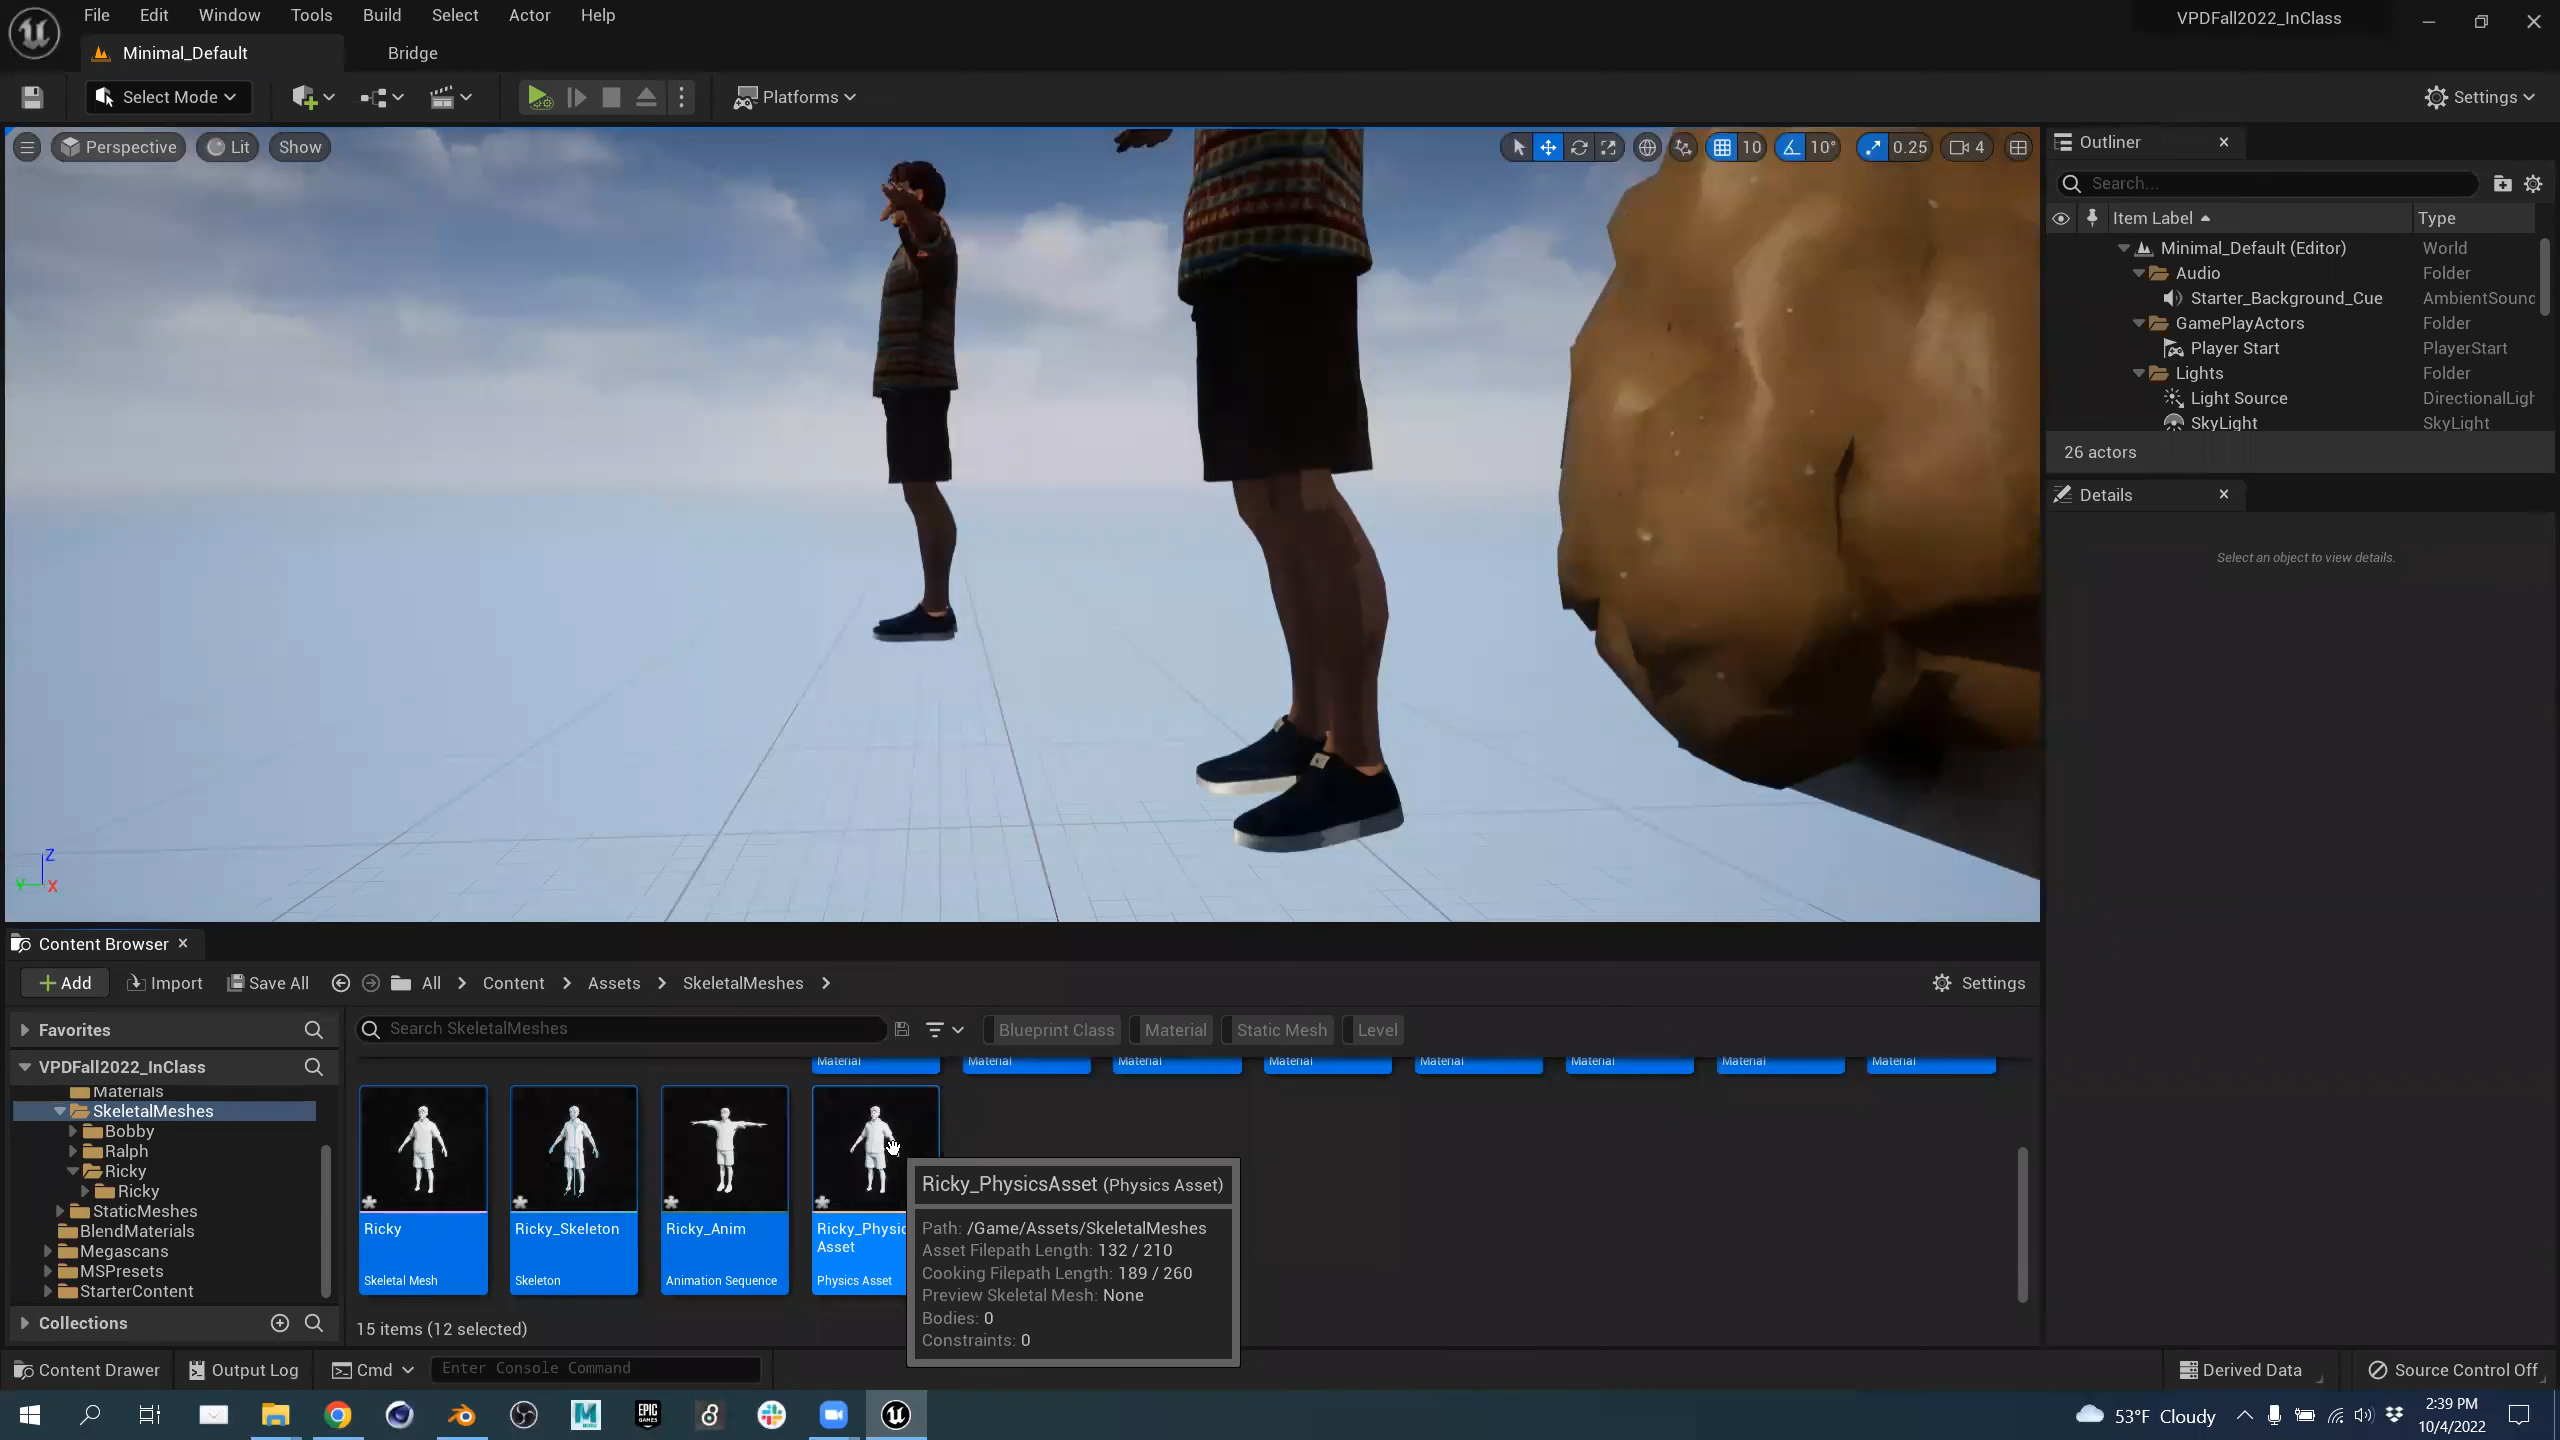 File Edit Window Tools Build Select Actor Help
VPDFall2022_InClass
Minimal_Default
Bridge
Select Mode
Platforms
Settings
Perspective
Lit
Show
10
10°
0.25
4
Outliner
Search...
Item Label
Type
Minimal_Default (Editor)
World
Audio
Folder
Starter_Background_Cue
AmbientSound
GamePlayActors
Folder
Player Start
PlayerStart
Lights
Folder
Light Source
DirectionalLigh
SkyLight
SkyLight
26 actors
Details
Select an object to view details.
Z
Y
X
Content Browser
Add
Import
Save All
All > Content > Assets > SkeletalMeshes >
Settings
Favorites
Search SkeletalMeshes
Blueprint Class
Material
Static Mesh
Level
VPDFall2022_InClass
Materials
SkeletalMeshes
Bobby
Ralph
Ricky
Ricky
StaticMeshes
BlendMaterials
Megascans
MSPresets
StarterContent
Collections
Material
Material
Material
Material
Material
Material
Material
Material
Ricky
Skeletal Mesh
Ricky_Skeleton
Skeleton
Ricky_Anim
Animation Sequence
Ricky_Physic
Asset
Physics Asset
Ricky_PhysicsAsset (Physics Asset)
Path: /Game/Assets/SkeletalMeshes
Asset Filepath Length: 132 / 210
Cooking Filepath Length: 189 / 260
Preview Skeletal Mesh: None
Bodies: 0
Constraints: 0
15 items (12 selected)
Content Drawer
Output Log
Cmd
Enter Console Command
Derived Data
Source Control Off
EPIC
GAMES
53°F Cloudy
2:39 PM
10/4/2022